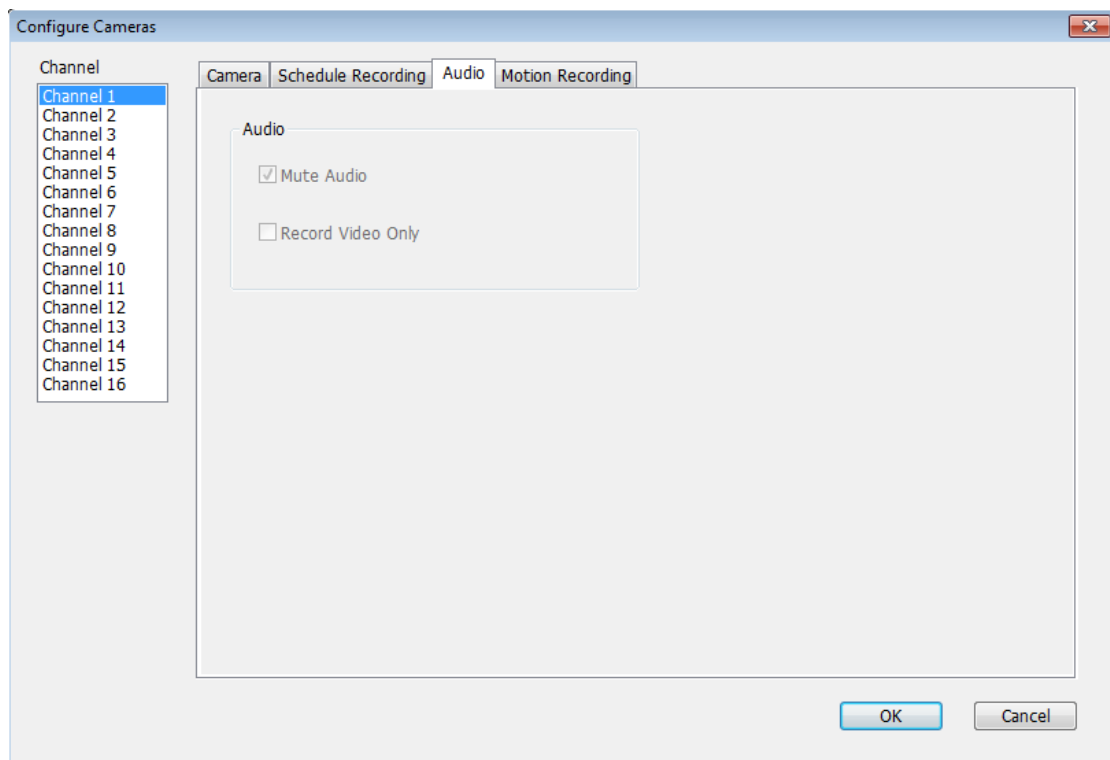 Configure Cameras
Channel
Channel 1
Channel 2
Channel 3
Channel 4
Channel 5
Channel 6
Channel 7
Channel 8
Channel 9
Channel 10
Channel 11
Channel 12
Channel 13
Channel 14
Channel 15
Channel 16
Camera Schedule Recording Audio Motion Recording
Audio
Mute Audio
Record Video Only
OK Cancel